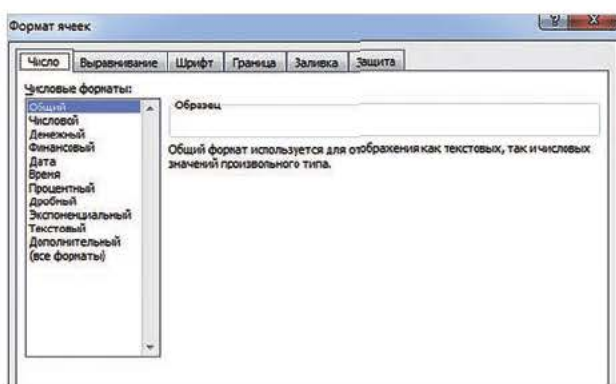 Формат ячеек
Число Выравнивание Шрифт Граница Заливка Защита
Числовые форматы:
Общий
Числовой
Денежный
Финансовый
Дата
Время
Процентный
Дробный
Экспоненциальный
Текстовый
Дополнительный
(все форматы)
Образец
Общий формат используется для отображения как текстовых, так и числовых
значений произвольного типа.